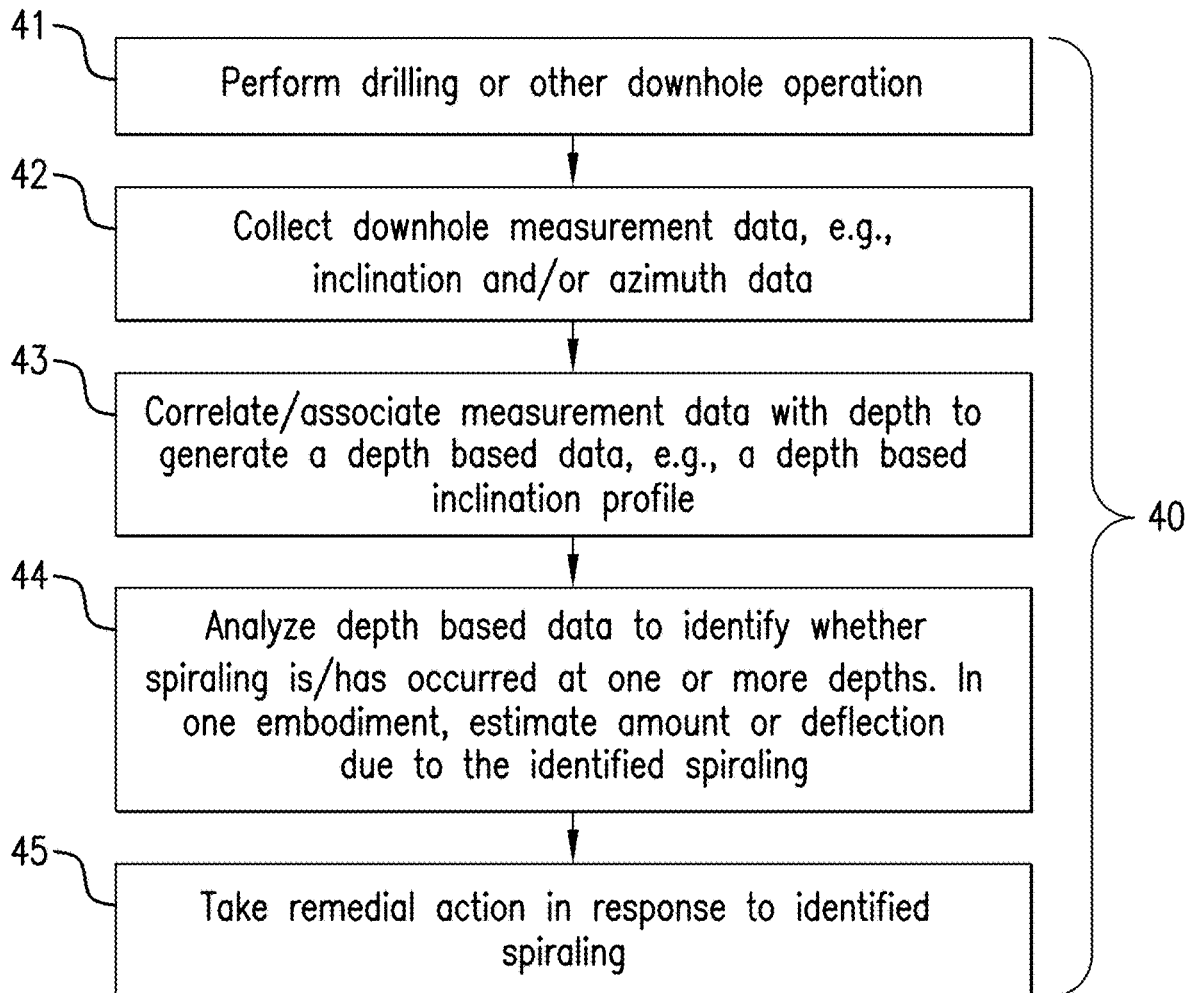 41
Perform drilling or other downhole operation
42
Collect downhole measurement data, e.g.,
inclination and/or azimuth data
43
Correlate/associate measurement data with depth to
generate a depth based data, e.g., a depth based
inclination profile
40
44
Analyze depth based data to identify whether
spiraling is/has occurred at one or more depths. In
one embodiment, estimate amount or deflection
due to the identified spiraling
45
Take remedial action in response to identified
spiraling